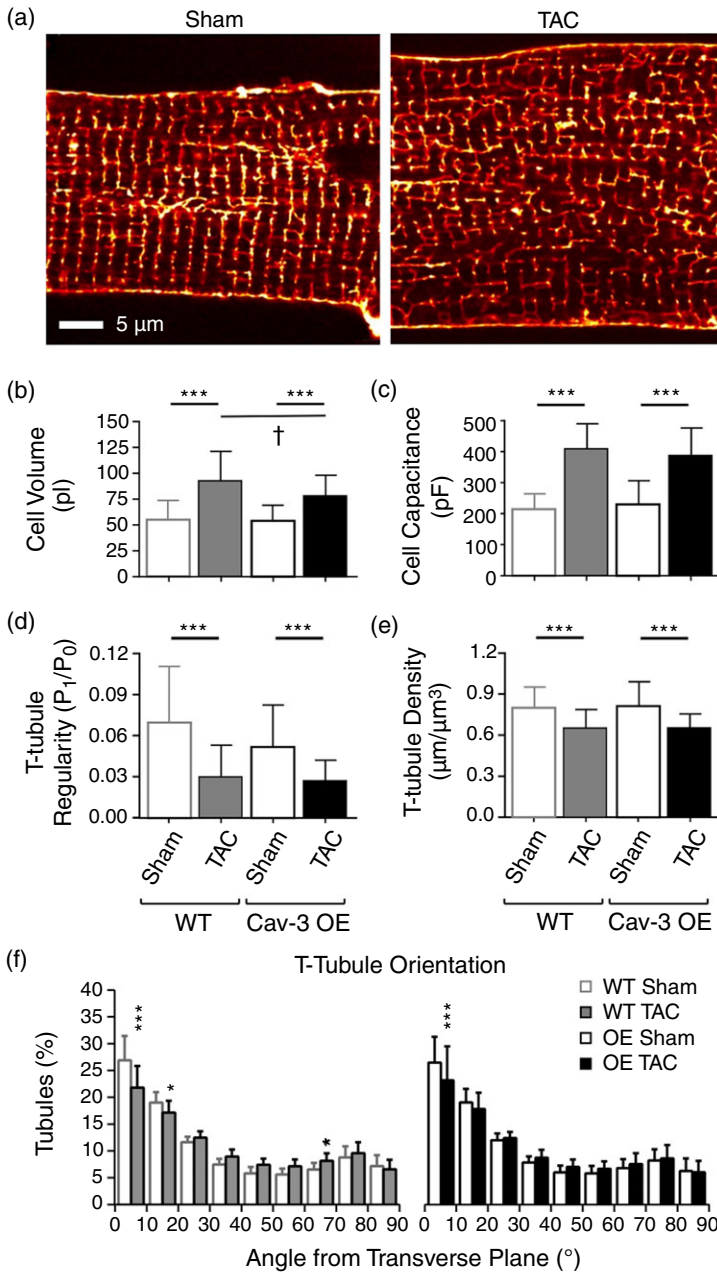 (a)
Sham
TAC
5 µm
(b)
*** ***
†
150
125
100
75
50
25
0
Cell Volume
(pl)
(c)
*** ***
500
400
300
200
100
0
Cell Capacitance
(pF)
(d)
*** ***
0.12
0.09
0.06
0.03
0.00
T-tubule
Regularity (P1/P0)
Sham TAC Sham TAC
WT Cav-3 OE
(e)
*** ***
1.2
0.9
0.6
0.3
0.0
T-tubule Density
(µm/µm³)
Sham TAC Sham TAC
WT Cav-3 OE
(f)
T-Tubule Orientation
WT Sham
WT TAC
OE Sham
OE TAC
40
35
30
25
20
15
10
5
0
Tubules (%)
*** * *
***
0 10 20 30 40 50 60 70 80 90
0 10 20 30 40 50 60 70 80 90
Angle from Transverse Plane (°)